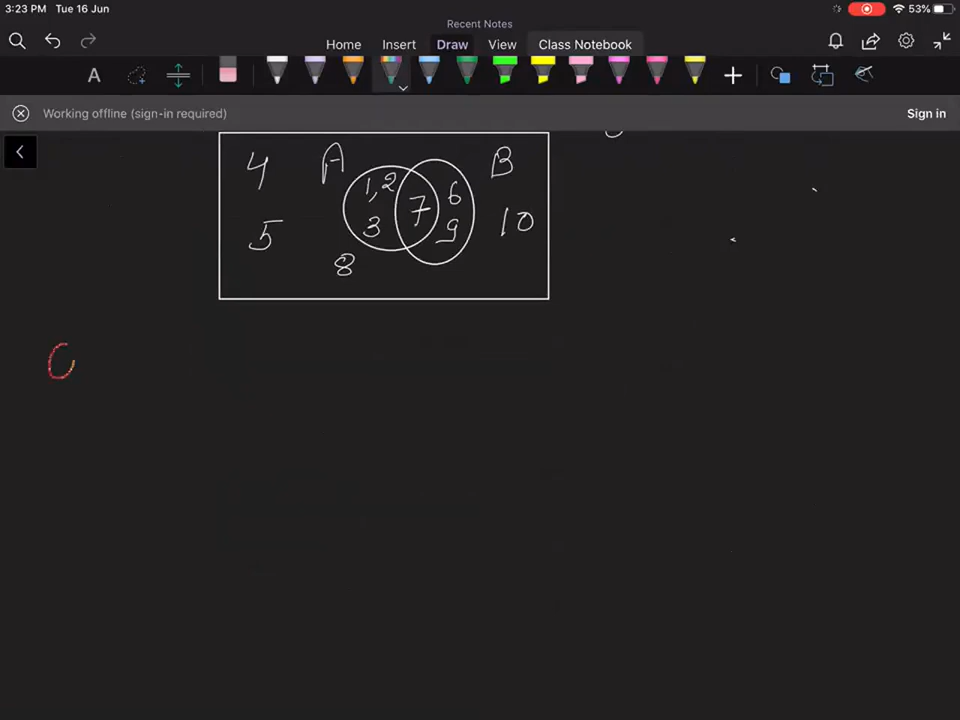 3:23 PM Tue 16 Jun 53%
Recent Notes
Home Insert Draw View Class Notebook
A
Working offline (sign-in required) Sign in
4 A B
1, 2 6
5 3 7 9 10
8
C